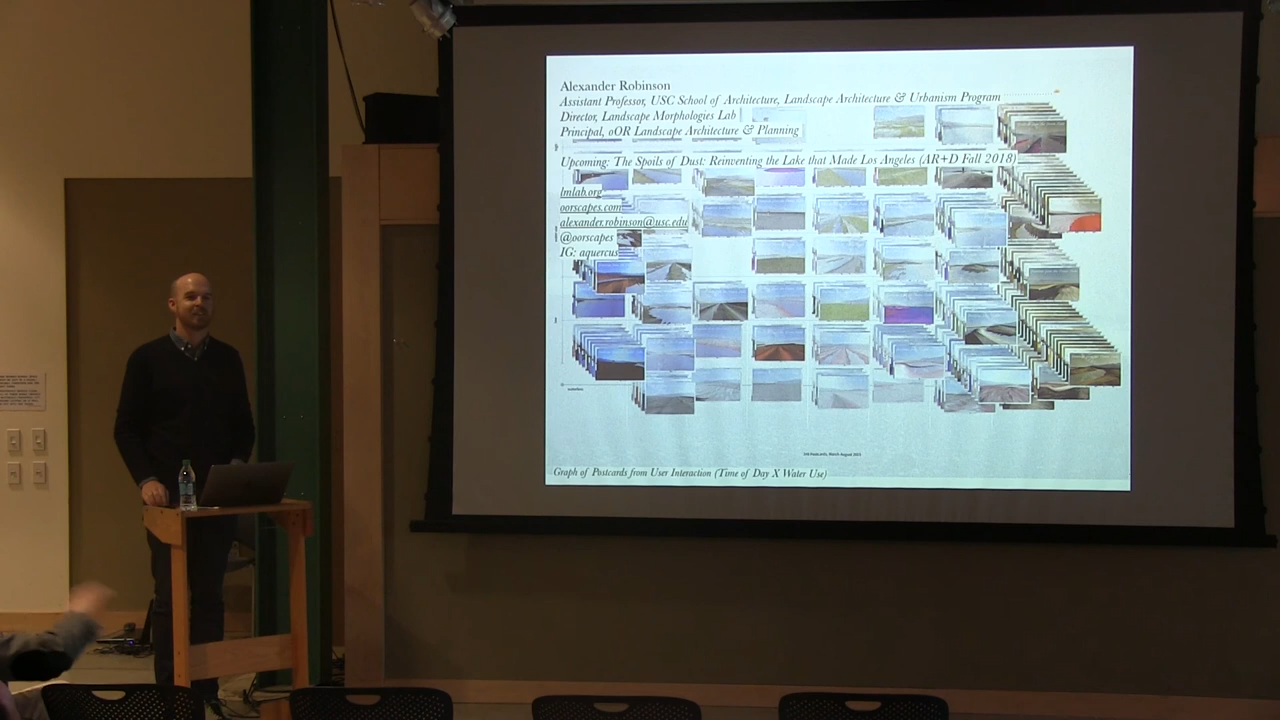 Alexander Robinson
Assistant Professor, USC School of Architecture, Landscape Architecture & Urbanism Program
Director, Landscape Morphologies Lab
Principal, oOR Landscape Architecture & Planning
Upcoming: The Spoils of Dust: Reinventing the Lake that Made Los Angeles (AR+D Fall 2018)
lmlab.org
oorscapes.com
alexander.robinson@usc.edu
@oorscapes
IG: aquercus
Graph of Postcards from User Interaction (Time of Day X Water Use)